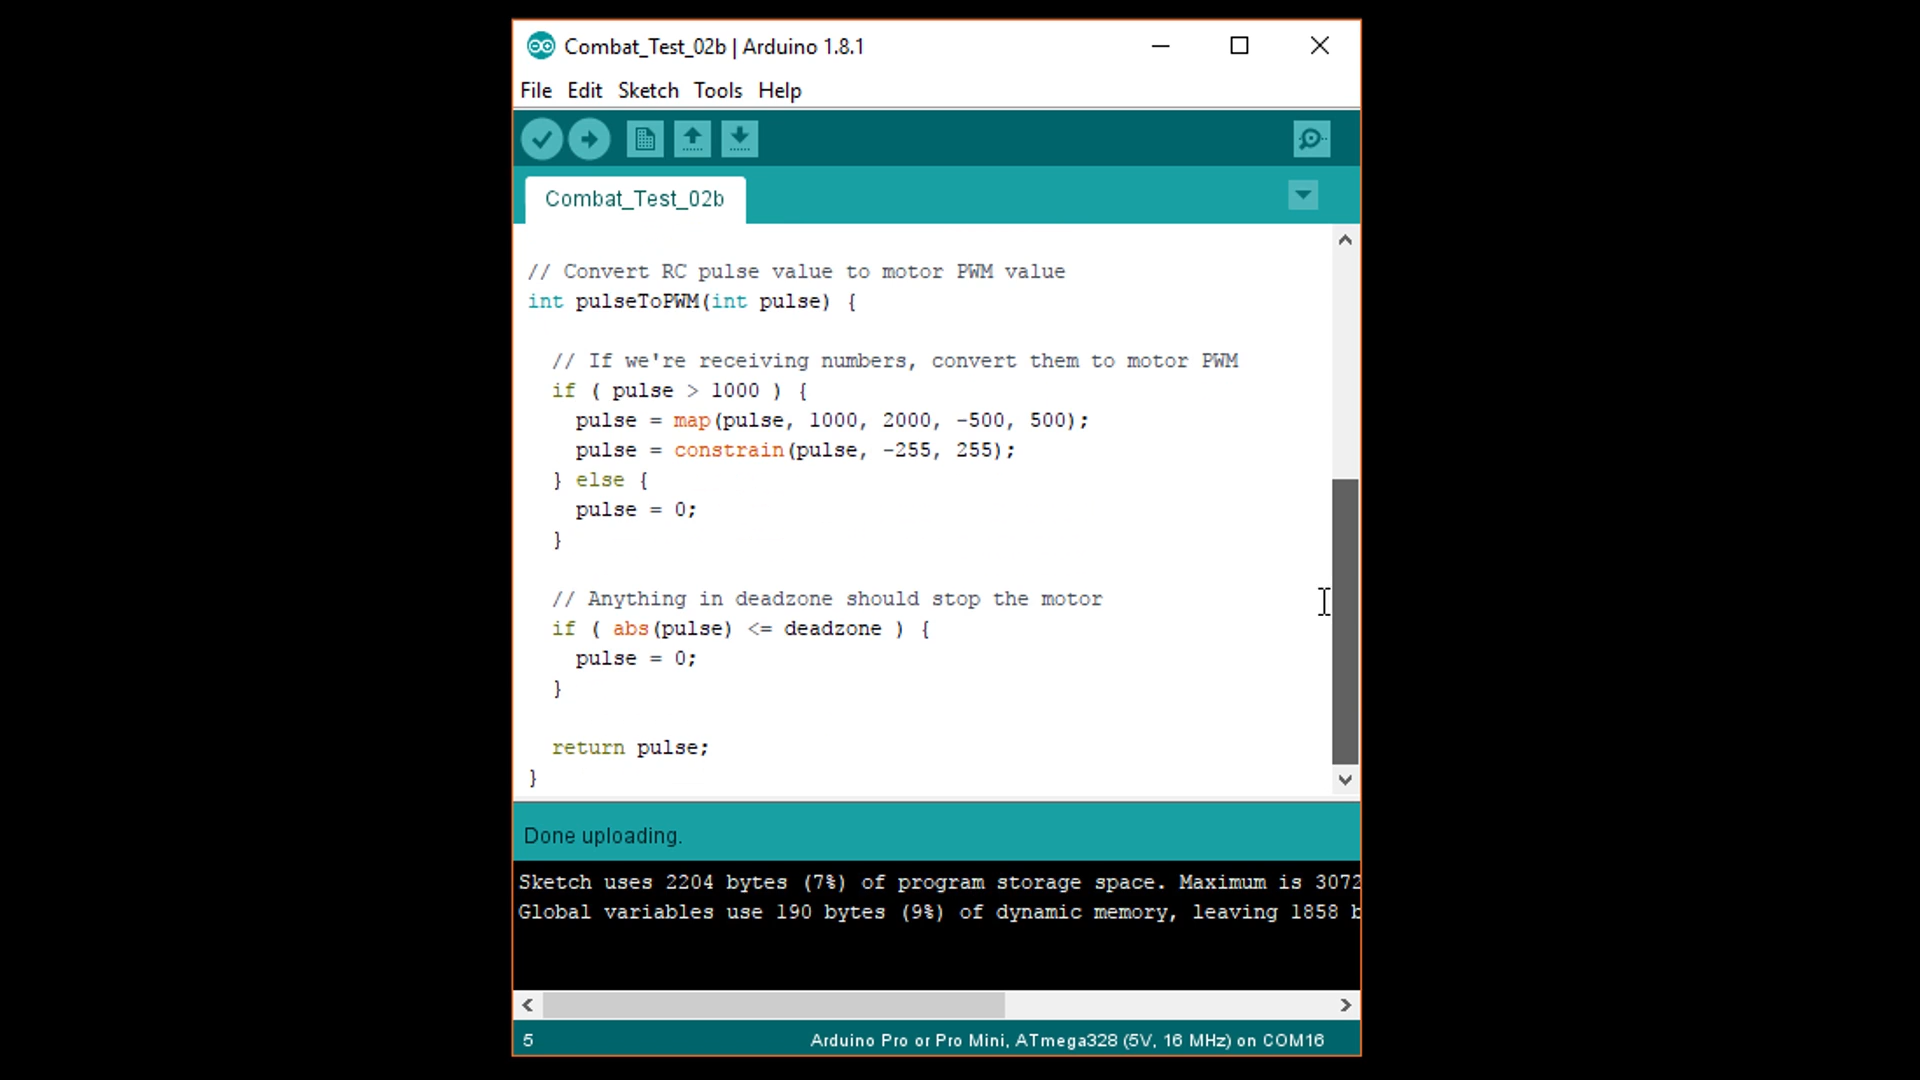 Combat_Test_02b | Arduino 1.8.1
File Edit Sketch Tools Help
Combat_Test_02b
// Convert RC pulse value to motor PWM value
int pulseToPWM(int pulse) {
// If we're receiving numbers, convert them to motor PWM
if ( pulse > 1000 ) {
pulse = map(pulse, 1000, 2000, -500, 500);
pulse = constrain(pulse, -255, 255);
} else {
pulse = 0;
}
// Anything in deadzone should stop the motor
if ( abs(pulse) <= deadzone ) {
pulse = 0;
}
return pulse;
}
Done uploading.
Sketch uses 2204 bytes (7%) of program storage space. Maximum is 3072
Global variables use 190 bytes (9%) of dynamic memory, leaving 1858 b
5 Arduino Pro or Pro Mini, ATmega328 (5V, 16 MHz) on COM16